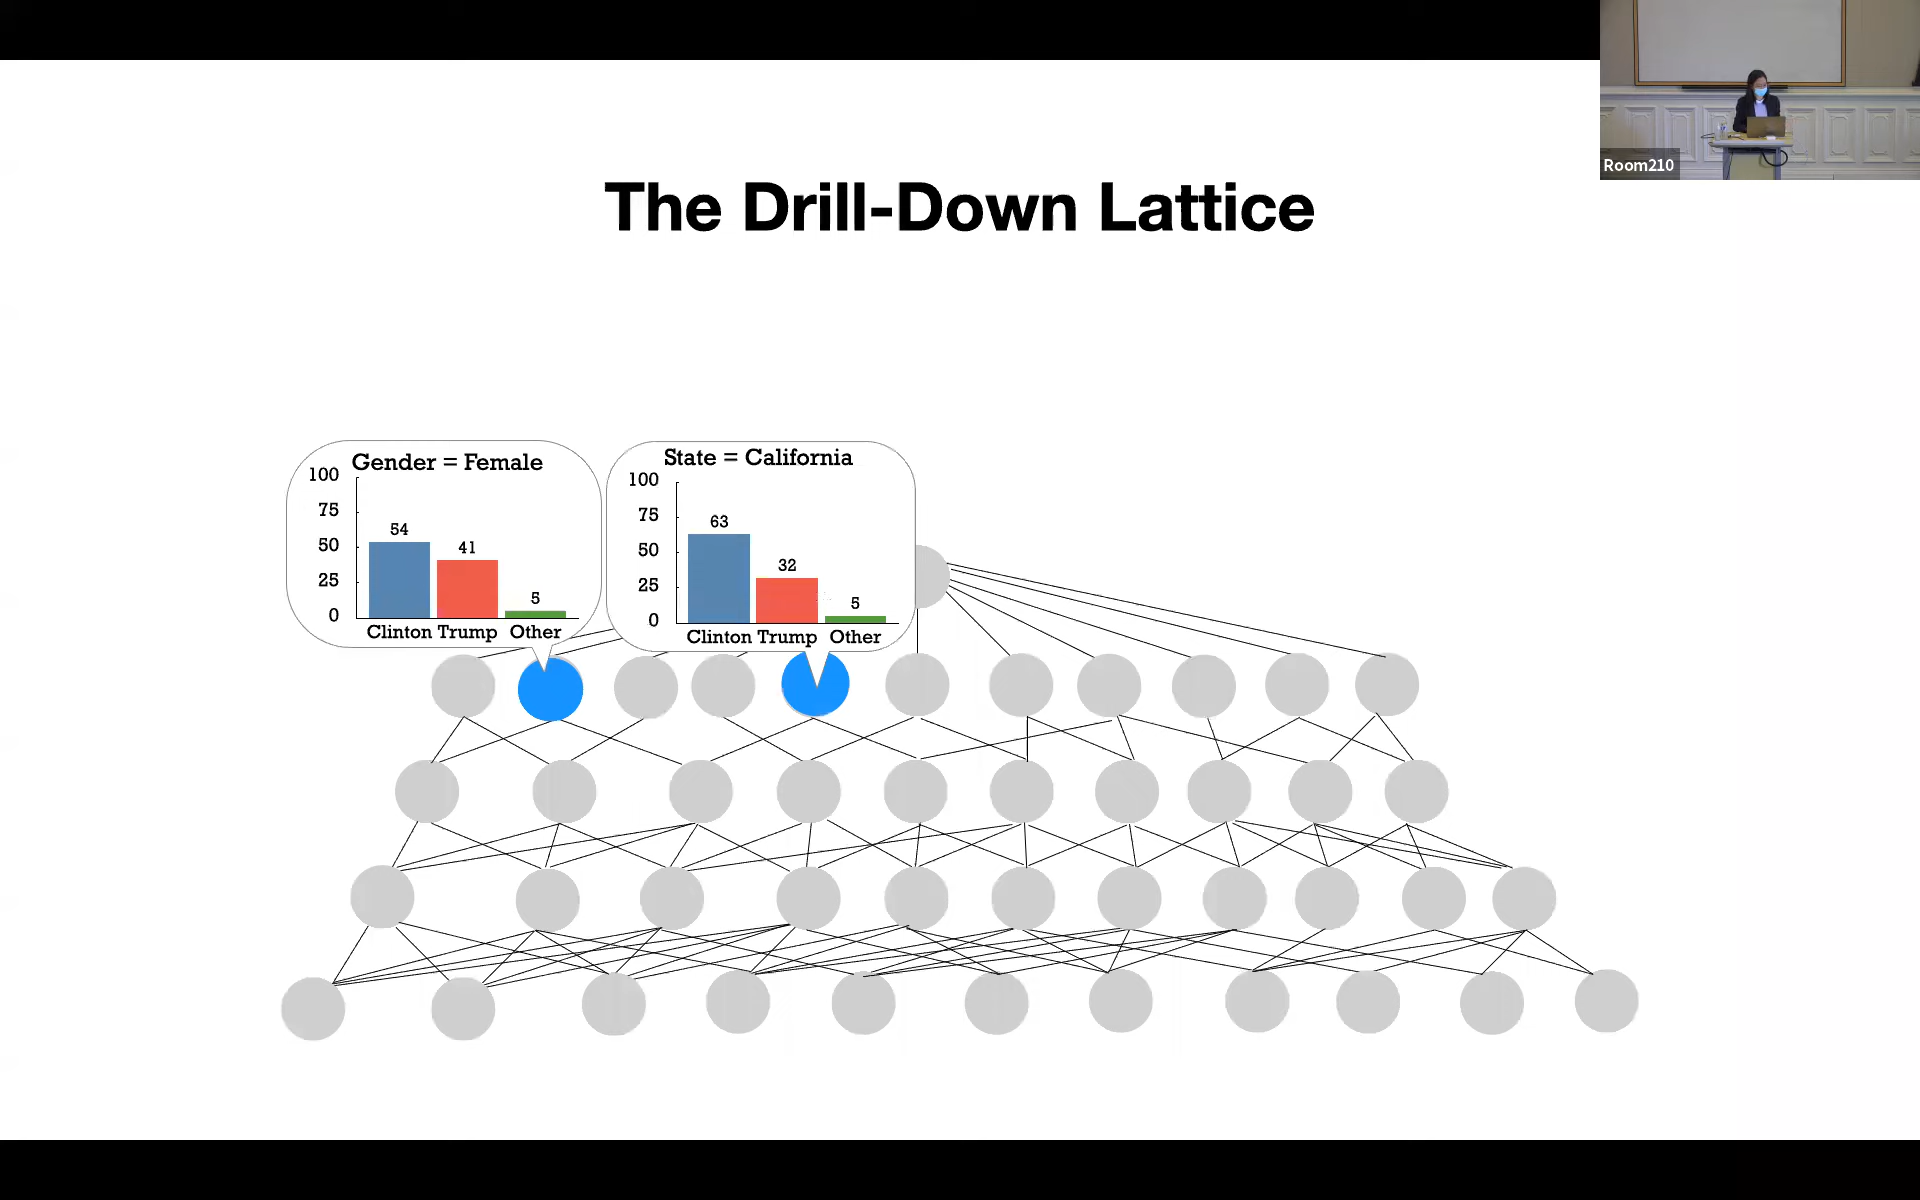 Room210
The Drill-Down Lattice
Gender = Female
100
75
50
25
0
54
41
5
Clinton Trump Other
State = California
100
75
50
25
0
63
32
5
Clinton Trump Other